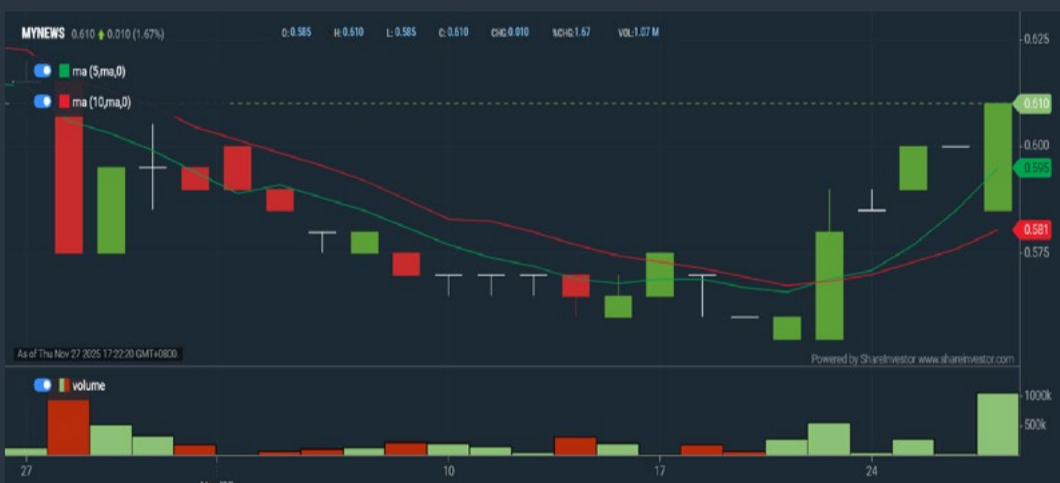 MYNEWS 0.610 0.010 (1.67%) O: 0.585 H: 0.610 L: 0.585 C: 0.610 CHG: 0.010 %CHG: 1.67 VOL: 1.07 M
0.625
ma (5,ma,0)
ma (10,ma,0)
0.610
0.600
0.595
0.581
0.575
As of Thu Nov 27 2025 17:22:20 GMT+0800
Powered by ShareInvestor www.shareinvestor.com
volume
1000k
500k
27 10 17 24